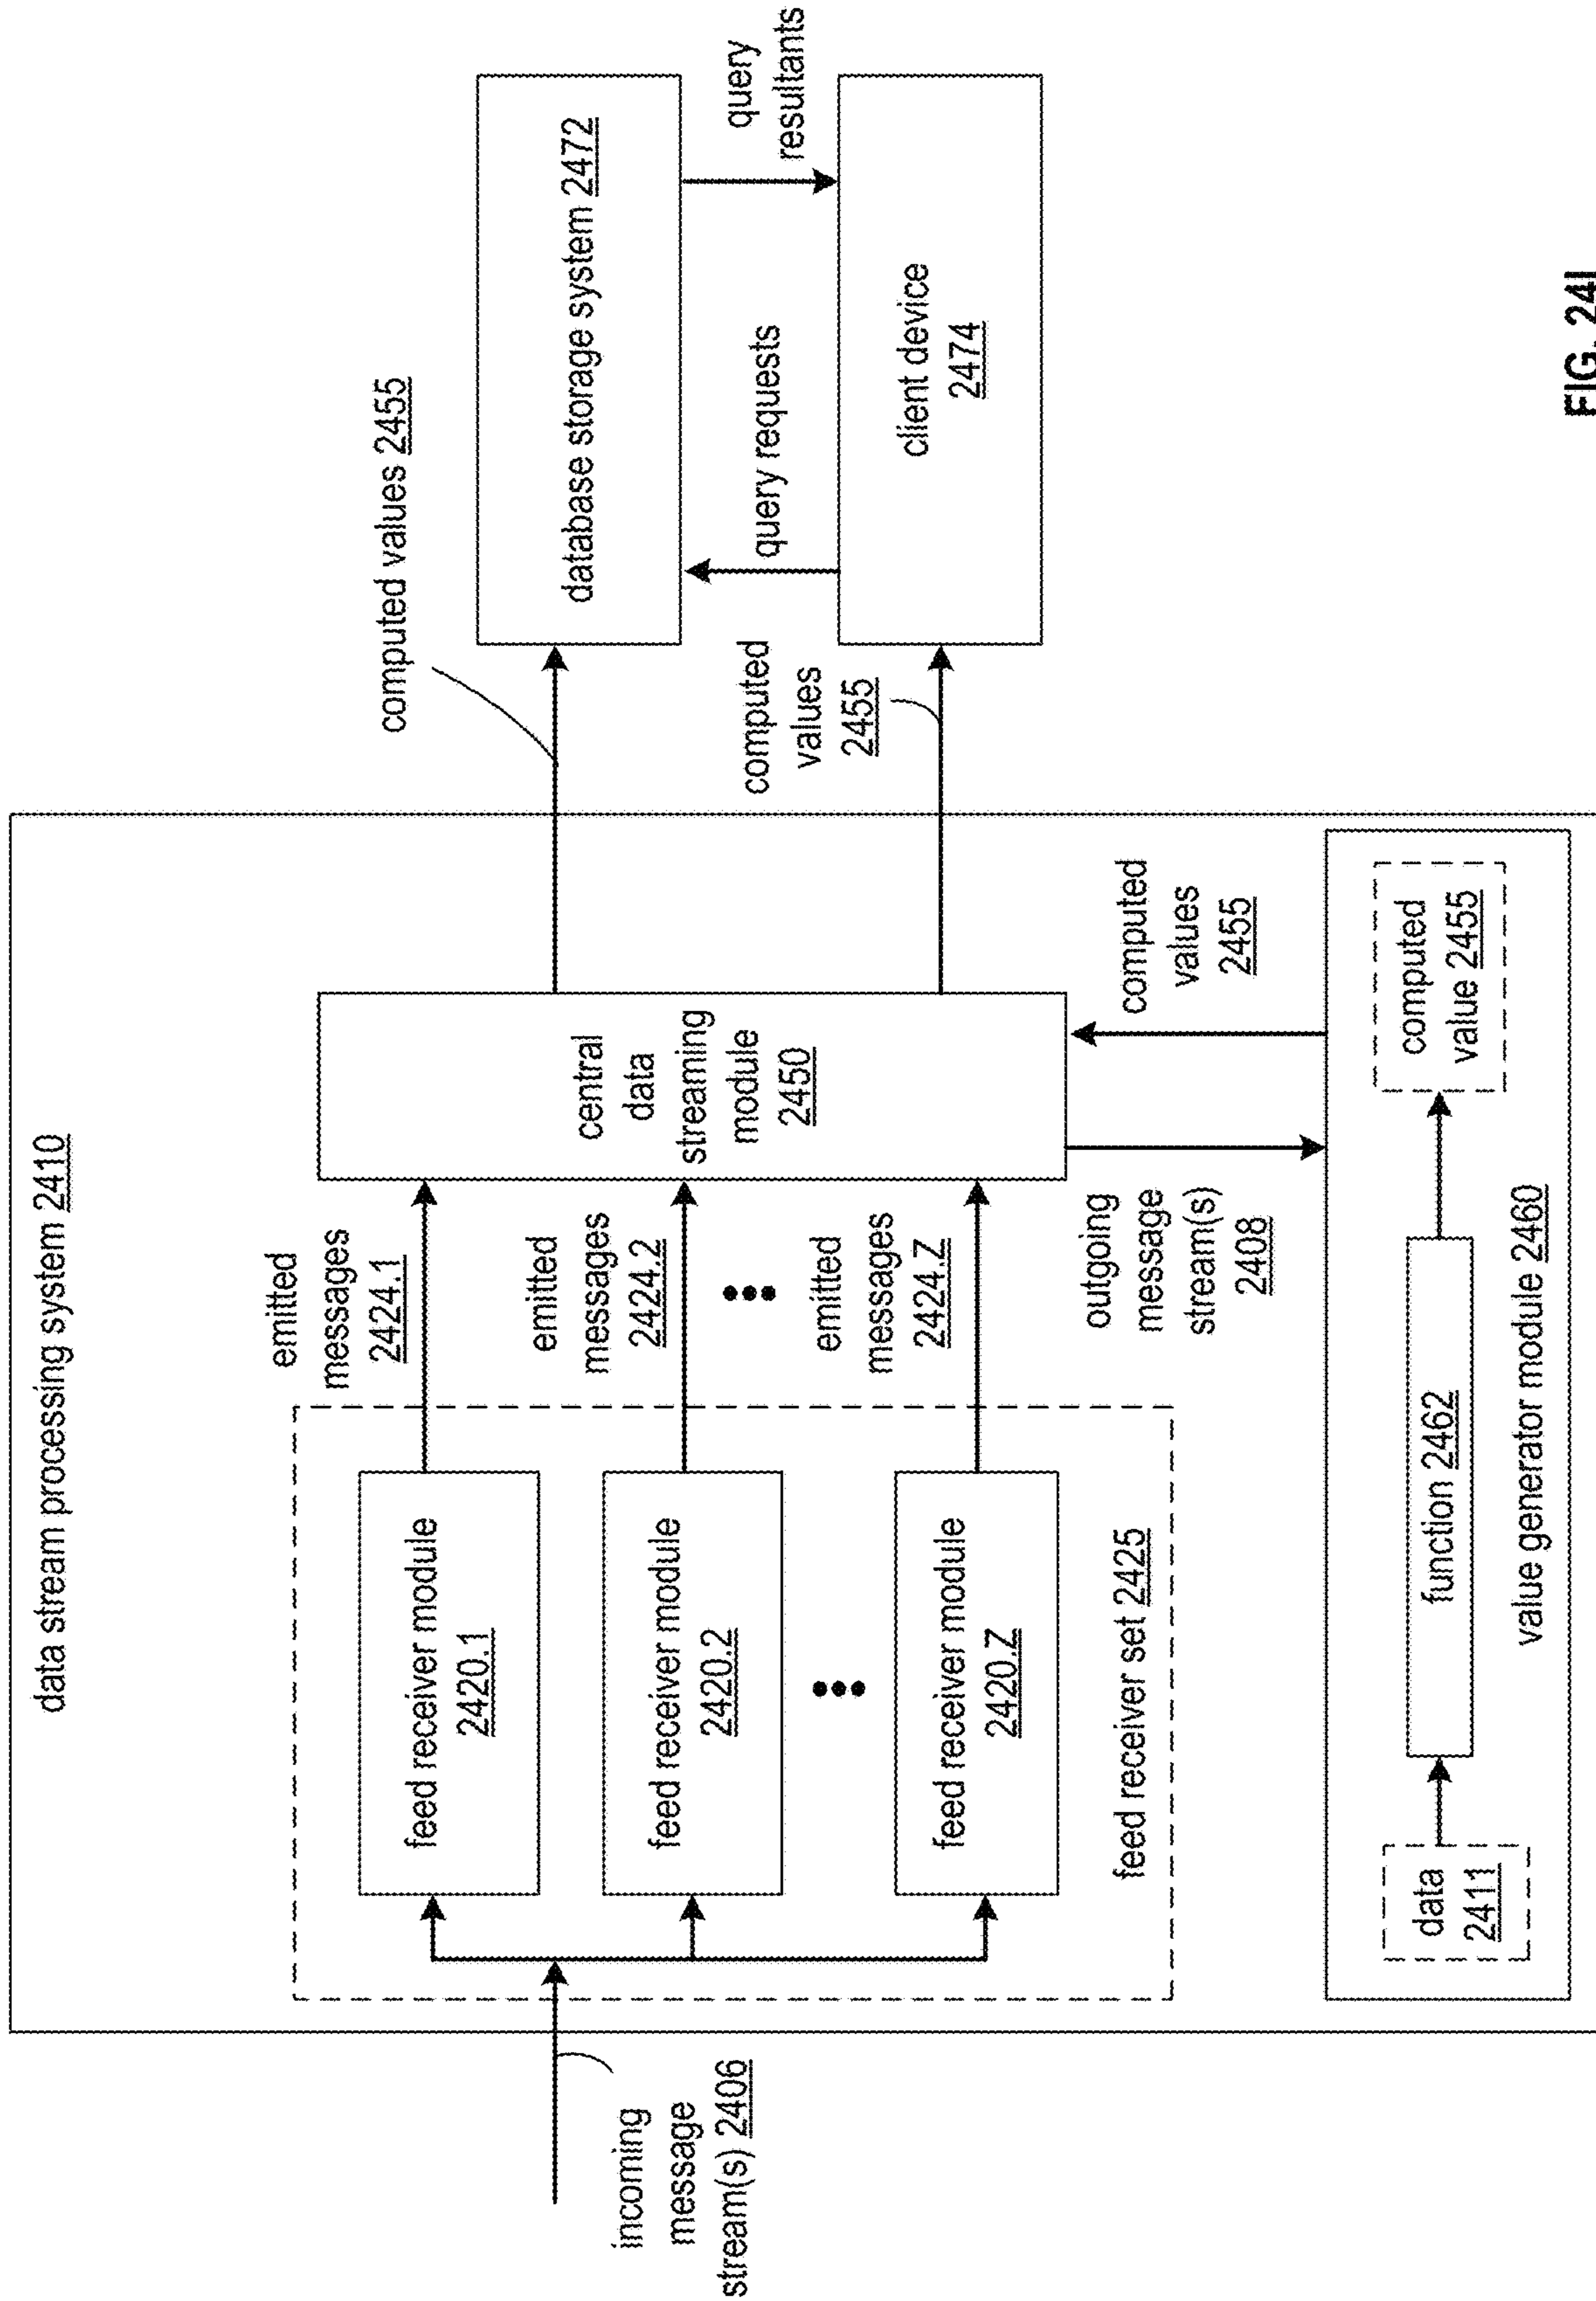 data stream processing system 2410
incoming
message
stream(s) 2406
feed receiver module
2420.1
feed receiver module
2420.2
feed receiver module
2420.Z
feed receiver set 2425
emitted
messages
2424.1
emitted
messages
2424.2
emitted
messages
2424.Z
central
data
streaming
module
2450
outgoing
message
stream(s)
2408
computed
values
2455
data
2411
function 2462
computed
value 2455
value generator module 2460
computed values 2455
computed
values
2455
database storage system 2472
query requests
query
resultants
client device
2474
FIG. 24I